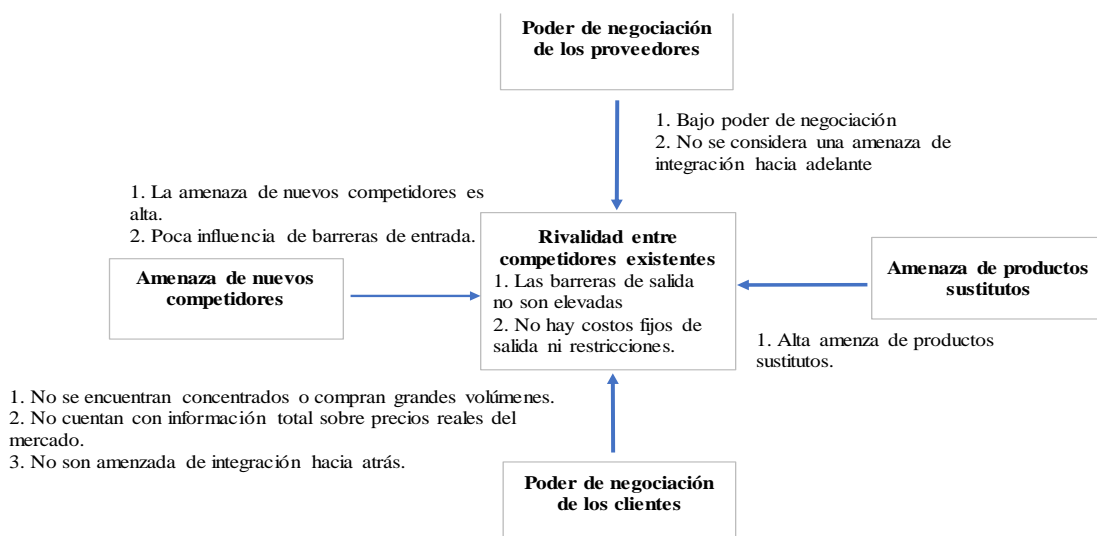 Poder de negociación
de los proveedores
1. Bajo poder de negociación
2. No se considera una amenaza de
integración hacia adelante
1. La amenaza de nuevos competidores es
alta.
2. Poca influencia de barreras de entrada.
Rivalidad entre
competidores existentes
1. Las barreras de salida
no son elevadas
2. No hay costos fijos de
salida ni restricciones.
Amenaza de nuevos
competidores
Amenaza de productos
sustitutos
1. Alta amenza de productos
sustitutos.
1. No se encuentran concentrados o compran grandes volúmenes.
2. No cuentan con información total sobre precios reales del
mercado.
3. No son amenzada de integración hacia atrás.
Poder de negociación
de los clientes